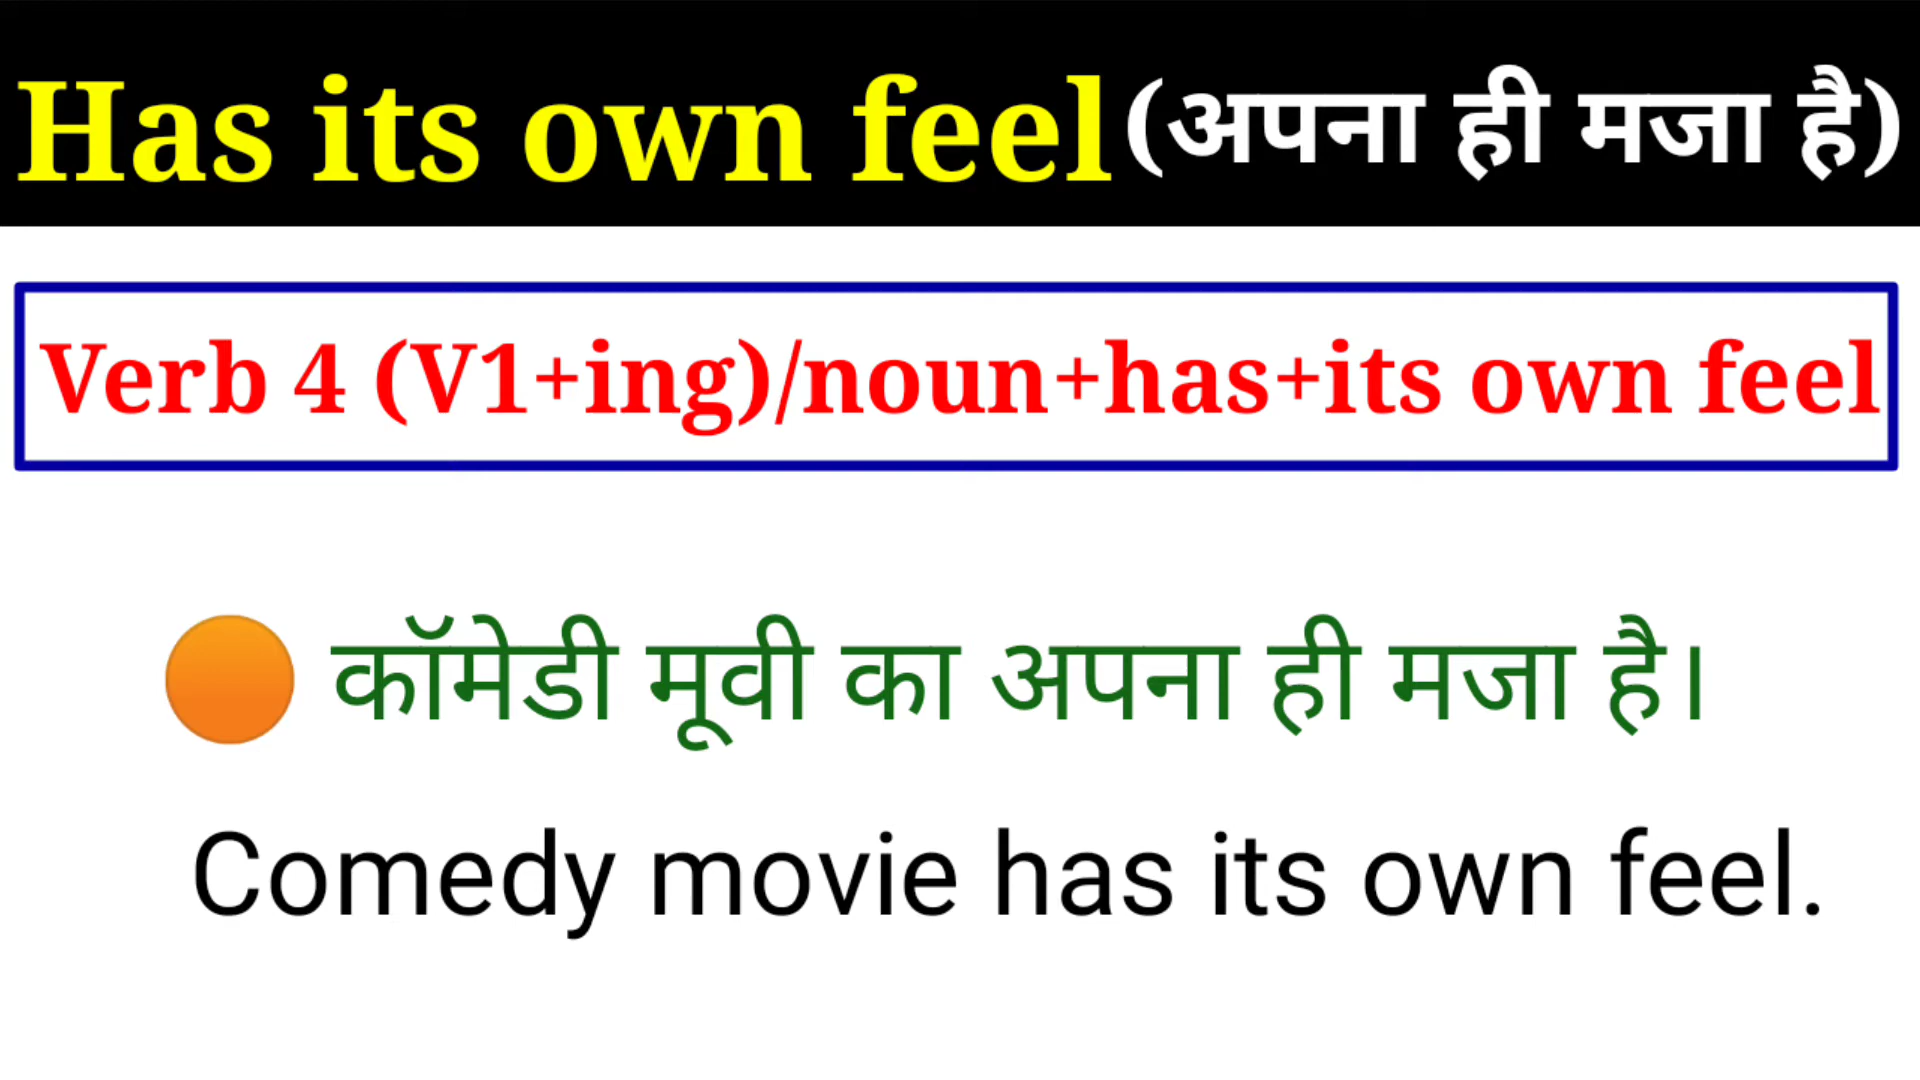 Has its own feel(अपना ही मजा है)
Verb 4 (V1+ing)/noun+has+its own feel
कॉमेडी मूवी का अपना ही मजा है।
Comedy movie has its own feel.